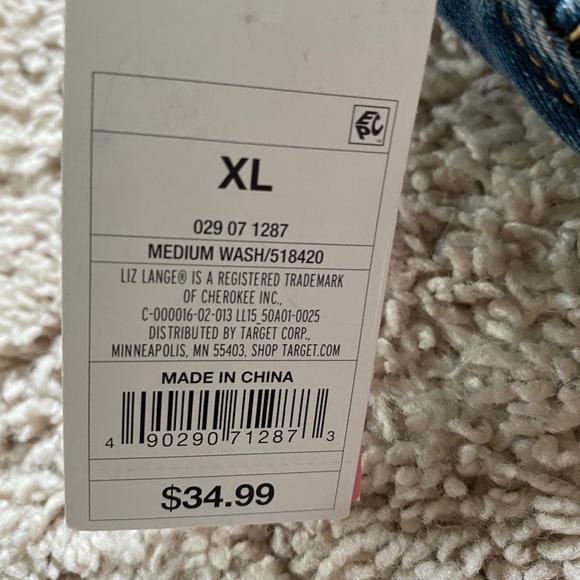 EPC
XL
029 07 1287
MEDIUM WASH/518420
LIZ LANGE® IS A REGISTERED TRADEMARK
OF CHEROKEE INC.,
C-000016-02-013 LL15_50A01-0025
DISTRIBUTED BY TARGET CORP.,
MINNEAPOLIS, MN 55403, SHOP TARGET.COM
MADE IN CHINA
4 90290 71287 3
$34.99